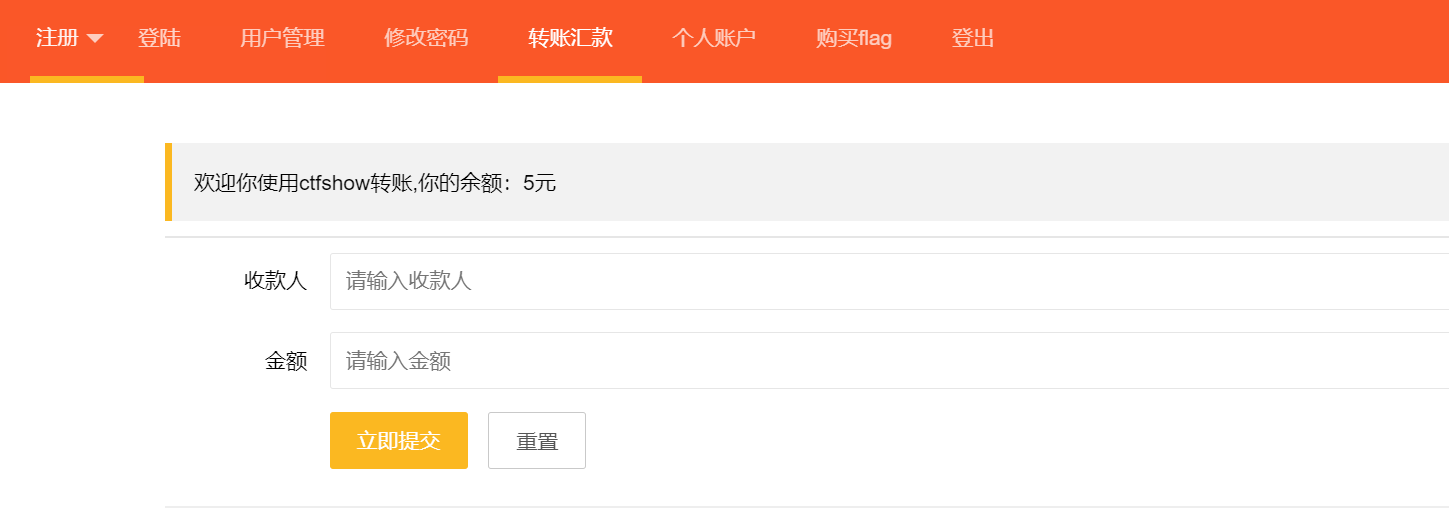 注册 登陆 用户管理 修改密码 转账汇款 个人账户 购买flag 登出
欢迎你使用ctfshow转账,你的余额：5元
收款人 请输入收款人
金额 请输入金额
立即提交 重置